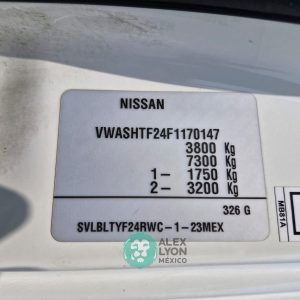 NISSAN
VWASHTF24F1170147
3800 Kg
7300 Kg
1- 1750 Kg
2- 3200 Kg
326 G
SVLBLTYF24RWC-1-23MEX
MB81A
ALEX
LYON
MÉXICO